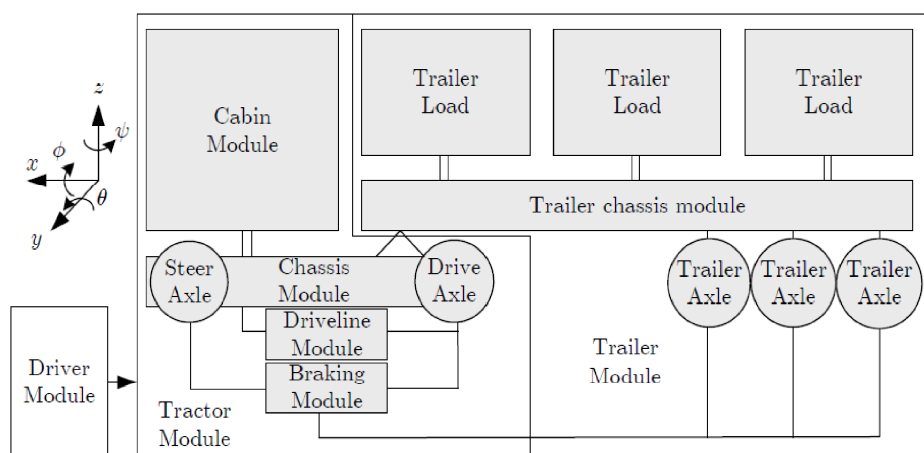 Cabin
Module
Trailer
Load
Trailer
Load
Trailer
Load
z
ψ
ϕ
x
θ
y
Trailer chassis module
Steer
Axle
Chassis
Module
Drive
Axle
Trailer
Axle
Trailer
Axle
Trailer
Axle
Driveline
Module
Braking
Module
Driver
Module
Tractor
Module
Trailer
Module